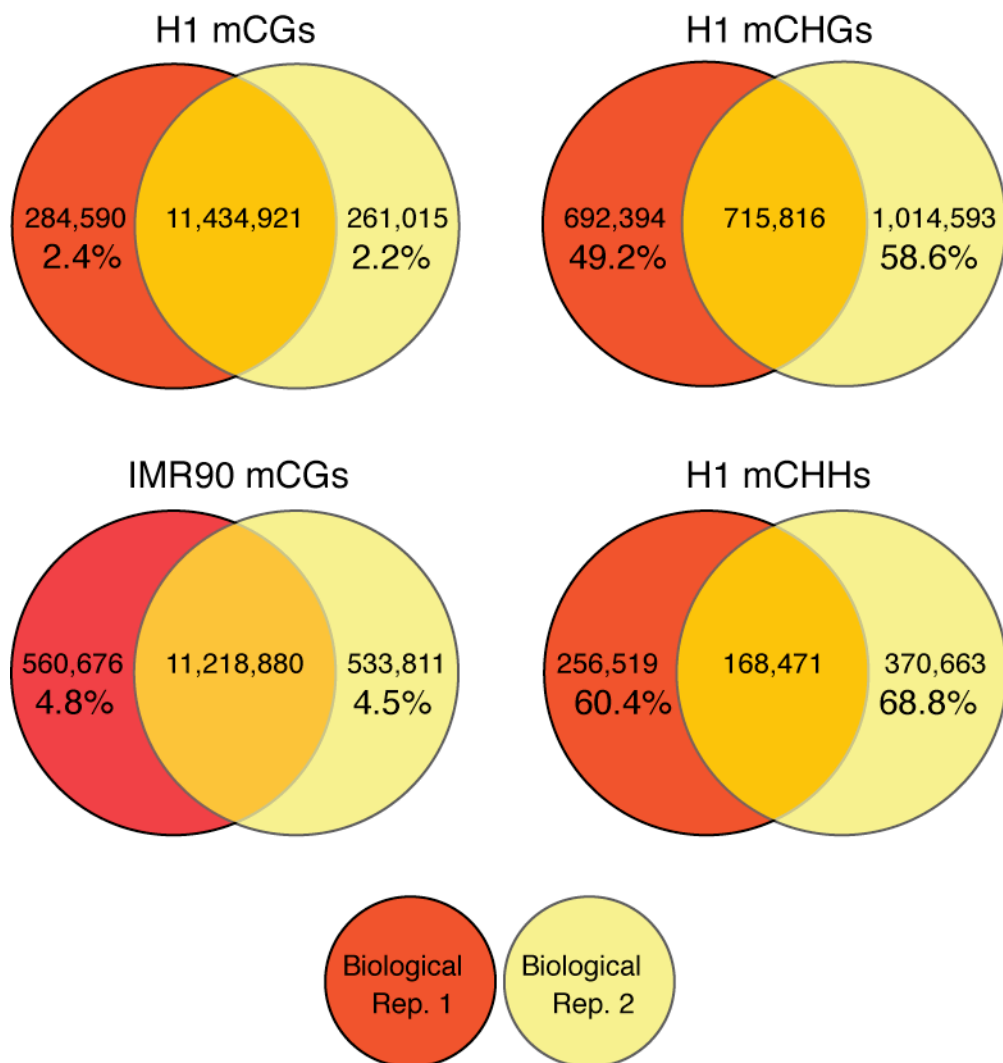 H1 mCGs
284,590
2.4%
11,434,921
261,015
2.2%
H1 mCHGs
692,394
49.2%
715,816
1,014,593
58.6%
IMR90 mCGs
560,676
4.8%
11,218,880
533,811
4.5%
H1 mCHHs
256,519
60.4%
168,471
370,663
68.8%
Biological
Rep. 1
Biological
Rep. 2